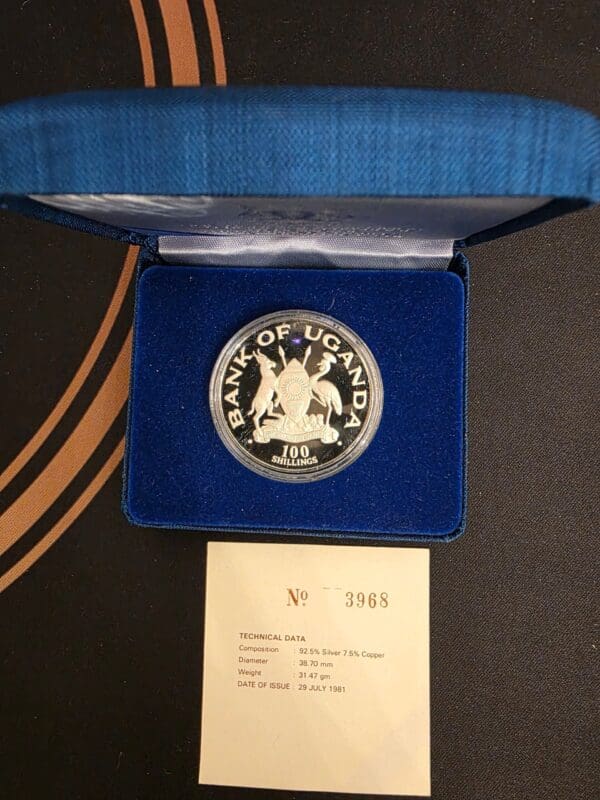 BANK OF UGANDA
100
SHILLINGS
Nº 3968
TECHNICAL DATA
Composition : 92.5% Silver 7.5% Copper
Diameter : 38.70 mm
Weight : 31.47 gm
DATE OF ISSUE : 29 JULY 1981